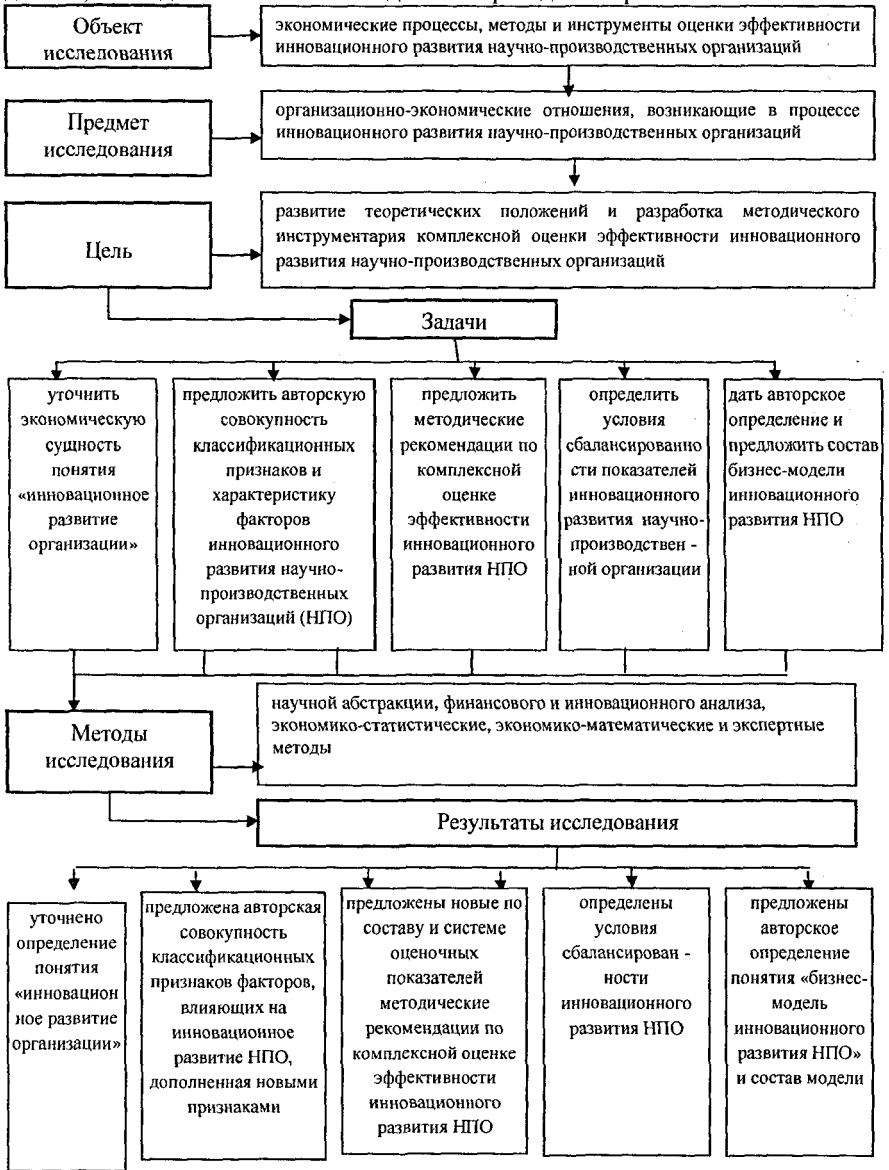 Объект
исследования
экономические процессы, методы и инструменты оценки эффективности
инновационного развития научно-производственных организаций
Предмет
исследования
организационно-экономические отношения, возникающие в процессе
инновационного развития научно-производственных организаций
Цель
развитие теоретических положений и разработка методического
инструментария комплексной оценки эффективности инновационного
развития научно-производственных организаций
Задачи
уточнить
экономическую
сущность
понятия
«инновационное
развитие
организации»
предложить авторскую
совокупность
классификационных
признаков и
характеристику
факторов
инновационного
развития научно-
производственных
организаций (НПО)
предложить
методические
рекомендации по
комплексной
оценке
эффективности
инновационного
развития НПО
определить
условия
сбалансированно
сти показателей
инновационного
развития научно-
производствен -
ной организации
дать авторское
определение и
предложить состав
бизнес-модели
инновационного
развития НПО
Методы
исследования
научной абстракции, финансового и инновационного анализа,
экономико-статистические, экономико-математические и экспертные
методы
Результаты исследования
уточнено
определение
понятия
«инновацион
ное развитие
организации»
предложена авторская
совокупность
классификационных
признаков факторов,
влияющих на
инновационное
развитие НПО,
дополненная новыми
признаками
предложены новые по
составу и системе
оценочных
показателей
методические
рекомендации по
комплексной оценке
эффективности
инновационного
развития НПО
определены
условия
сбалансирован -
ности
инновационного
развития НПО
предложены
авторское
определение
понятия «бизнес-
модель
инновационного
развития НПО»
и состав модели